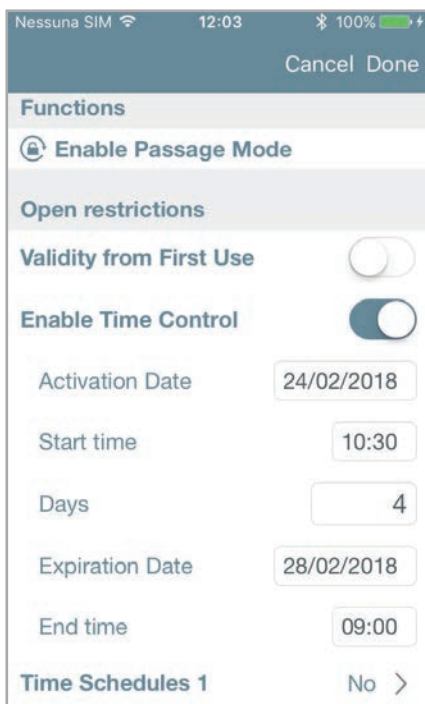 Nessuna SIM 12:03 100%
Cancel Done
Functions
Enable Passage Mode
Open restrictions
Validity from First Use
Enable Time Control
Activation Date 24/02/2018
Start time 10:30
Days 4
Expiration Date 28/02/2018
End time 09:00
Time Schedules 1 No >